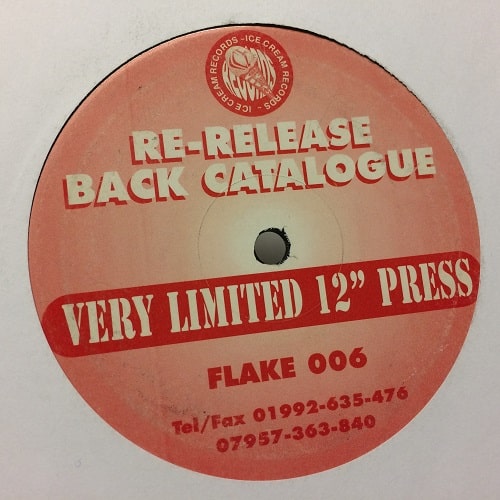 ICE CREAM RECORDS - ICE CREAM RECORDS -
RE-RELEASE
BACK CATALOGUE
VERY LIMITED 12” PRESS
FLAKE 006
Tel/Fax 01992-635-476
07957-363-840